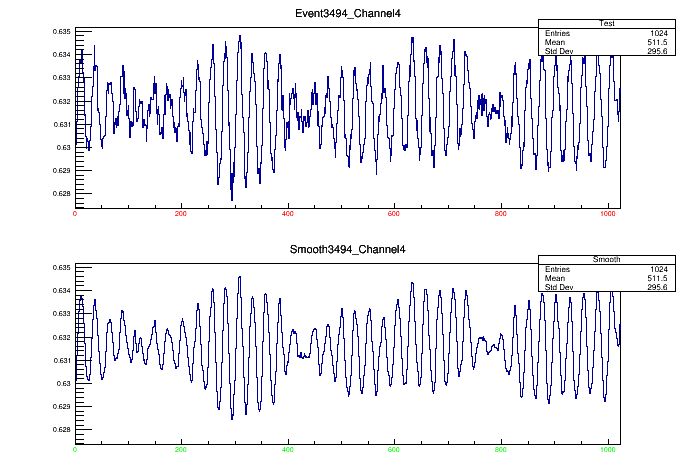 Event3494_Channel4
Test
Entries 1024
Mean 511.5
Std Dev 295.6
0.635
0.634
0.633
0.632
0.631
0.63
0.629
0.628
0 200 400 600 800 1000
Smooth3494_Channel4
Smooth
Entries 1024
Mean 511.5
Std Dev 295.6
0.635
0.634
0.633
0.632
0.631
0.63
0.629
0.628
0 200 400 600 800 1000